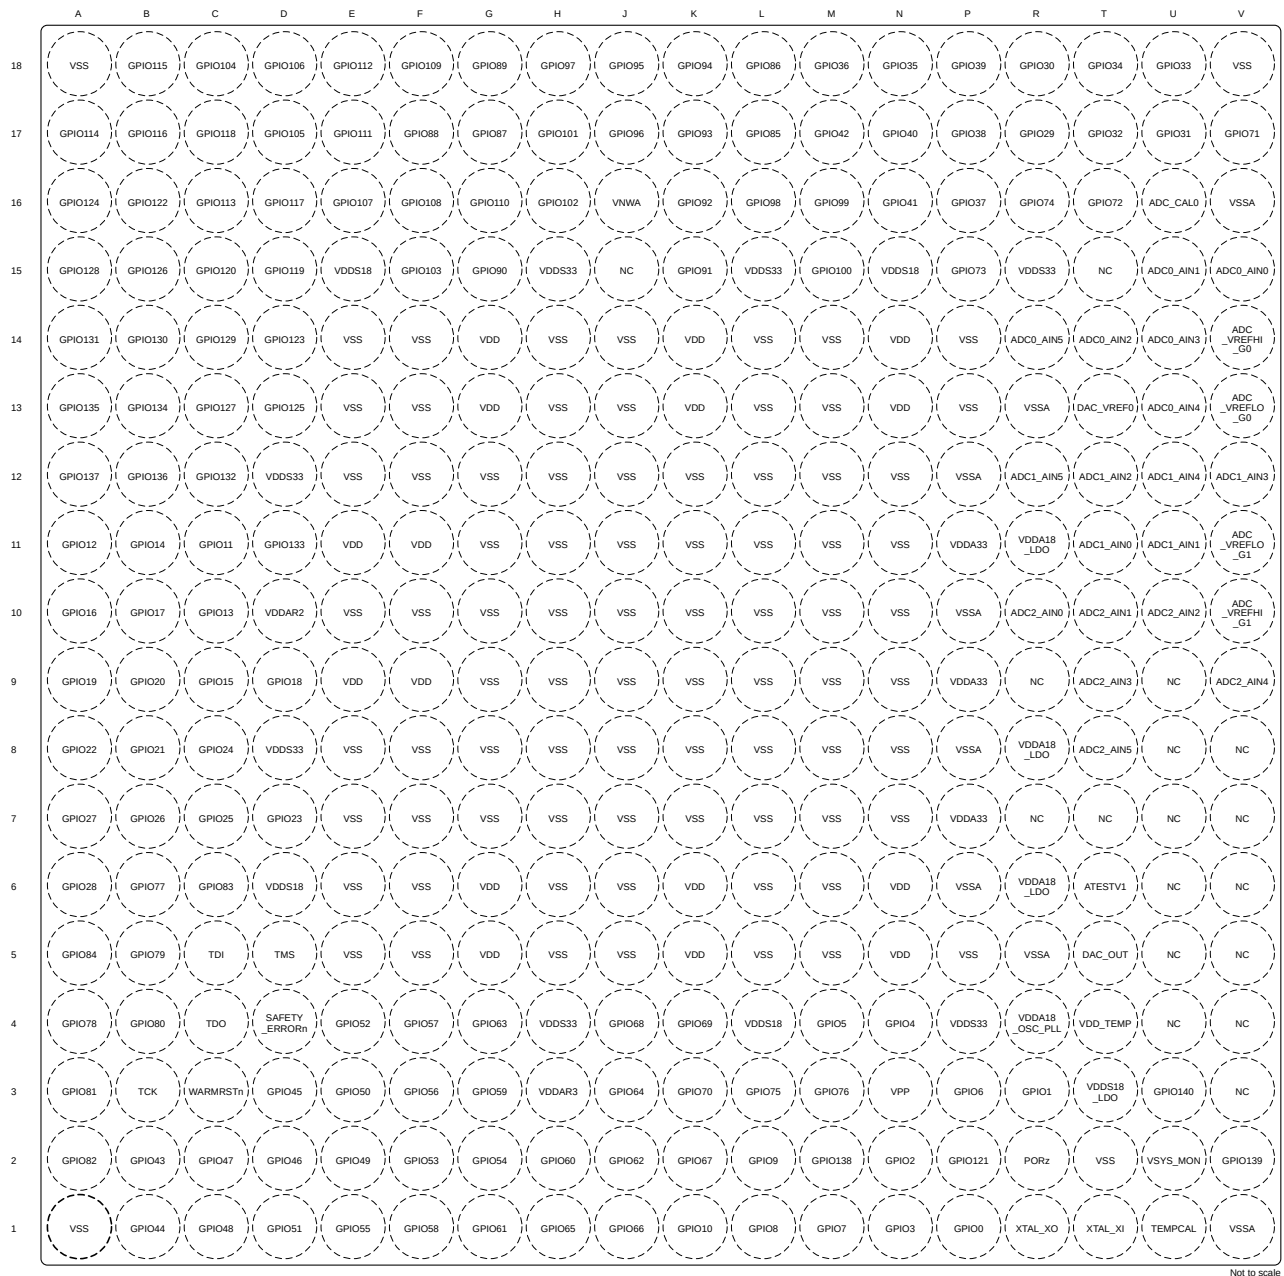 A B C D E F G H J K L M N P R T U V
18 VSS GPIO115 GPIO104 GPIO106 GPIO112 GPIO109 GPIO89 GPIO97 GPIO95 GPIO94 GPIO86 GPIO36 GPIO35 GPIO39 GPIO30 GPIO34 GPIO33 VSS
17 GPIO114 GPIO116 GPIO118 GPIO105 GPIO111 GPIO88 GPIO87 GPIO101 GPIO96 GPIO93 GPIO85 GPIO42 GPIO40 GPIO38 GPIO29 GPIO32 GPIO31 GPIO71
16 GPIO124 GPIO122 GPIO113 GPIO117 GPIO107 GPIO108 GPIO110 GPIO102 VNWA GPIO92 GPIO98 GPIO99 GPIO41 GPIO37 GPIO74 GPIO72 ADC_CAL0 VSSA
15 GPIO128 GPIO126 GPIO120 GPIO119 VDDS18 GPIO103 GPIO90 VDDS33 NC GPIO91 VDDS33 GPIO100 VDDS18 GPIO73 VDDS33 NC ADC0_AIN1 ADC0_AIN0
14 GPIO131 GPIO130 GPIO129 GPIO123 VSS VSS VDD VSS VSS VDD VSS VSS VDD VSS ADC0_AIN5 ADC0_AIN2 ADC0_AIN3 ADC
_VREFHI
_G0
13 GPIO135 GPIO134 GPIO127 GPIO125 VSS VSS VDD VSS VSS VDD VSS VSS VDD VSS VSSA DAC_VREF0 ADC0_AIN4 ADC
_VREFLO
_G0
12 GPIO137 GPIO136 GPIO132 VDDS33 VSS VSS VSS VSS VSS VSS VSS VSS VSS VSSA ADC1_AIN5 ADC1_AIN2 ADC1_AIN4 ADC1_AIN3
11 GPIO12 GPIO14 GPIO11 GPIO133 VDD VDD VSS VSS VSS VSS VSS VSS VSS VDDA33 VDDA18
_LDO ADC1_AIN0 ADC1_AIN1 ADC
_VREFLO
_G1
10 GPIO16 GPIO17 GPIO13 VDDAR2 VSS VSS VSS VSS VSS VSS VSS VSS VSS VSSA ADC2_AIN0 ADC2_AIN1 ADC2_AIN2 ADC
_VREFHI
_G1
9 GPIO19 GPIO20 GPIO15 GPIO18 VDD VDD VSS VSS VSS VSS VSS VSS VSS VDDA33 NC ADC2_AIN3 NC ADC2_AIN4
8 GPIO22 GPIO21 GPIO24 VDDS33 VSS VSS VSS VSS VSS VSS VSS VSS VSS VSSA VDDA18
_LDO ADC2_AIN5 NC NC
7 GPIO27 GPIO26 GPIO25 GPIO23 VSS VSS VSS VSS VSS VSS VSS VSS VSS VDDA33 NC NC NC NC
6 GPIO28 GPIO77 GPIO83 VDDS18 VSS VSS VDD VSS VSS VDD VSS VSS VDD VSSA VDDA18
_LDO ATESTV1 NC NC
5 GPIO84 GPIO79 TDI TMS VSS VSS VDD VSS VSS VDD VSS VSS VDD VSS VSSA DAC_OUT NC NC
4 GPIO78 GPIO80 TDO SAFETY
_ERRORn GPIO52 GPIO57 GPIO63 VDDS33 GPIO68 GPIO69 VDDS18 GPIO5 GPIO4 VDDS33 VDDA18
_OSC_PLL VDD_TEMP NC NC
3 GPIO81 TCK WARMRSTn GPIO45 GPIO50 GPIO56 GPIO59 VDDAR3 GPIO64 GPIO70 GPIO75 GPIO76 VPP GPIO6 GPIO1 VDDS18
_LDO GPIO140 NC
2 GPIO82 GPIO43 GPIO47 GPIO46 GPIO49 GPIO53 GPIO54 GPIO60 GPIO62 GPIO67 GPIO9 GPIO138 GPIO2 GPIO121 PORz VSS VSYS_MON GPIO139
1 VSS GPIO44 GPIO48 GPIO51 GPIO55 GPIO58 GPIO61 GPIO65 GPIO66 GPIO10 GPIO8 GPIO7 GPIO3 GPIO0 XTAL_XO XTAL_XI TEMPCAL VSSA
Not to scale